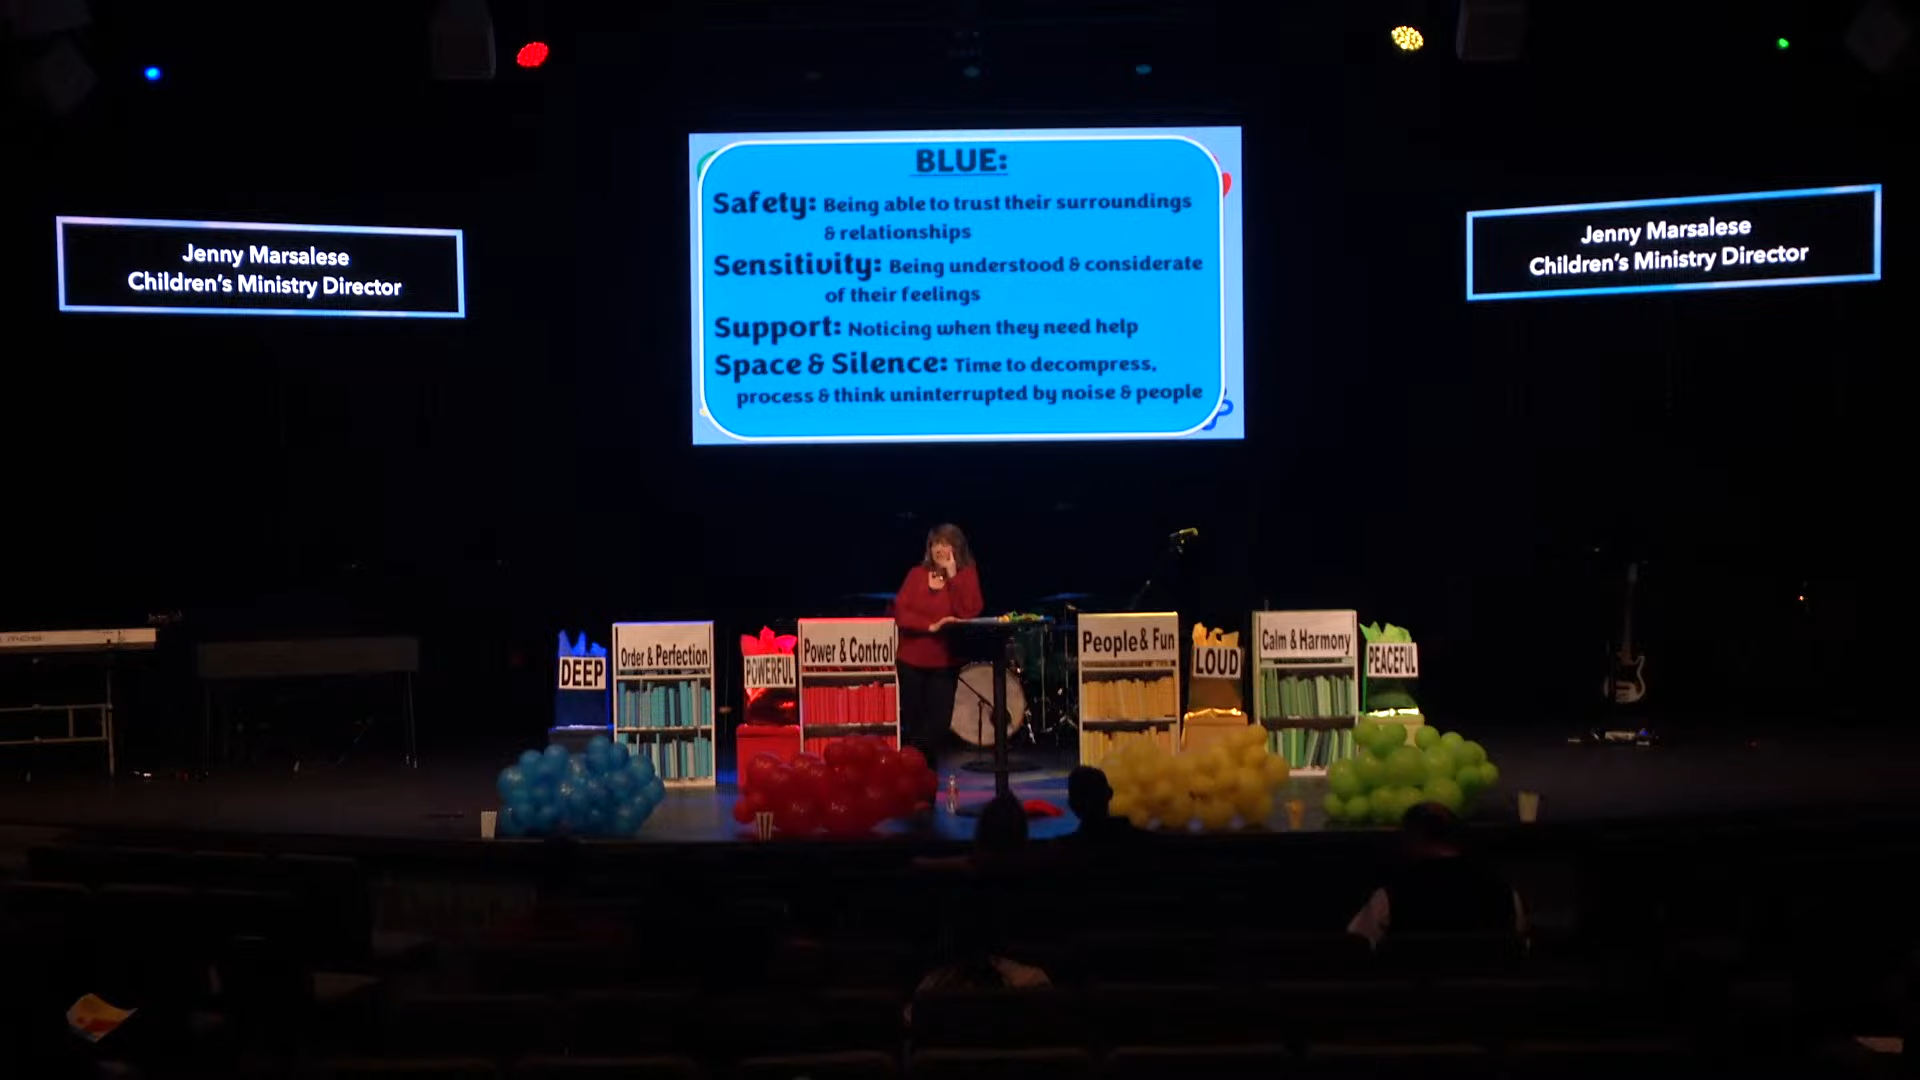 BLUE:
Safety: Being able to trust their surroundings
& relationships
Sensitivity: Being understood & considerate
of their feelings
Support: Noticing when they need help
Space & Silence: Time to decompress,
process & think uninterrupted by noise & people
Jenny Marsalese
Children's Ministry Director
Jenny Marsalese
Children's Ministry Director
DEEP
Order & Perfection
POWERFUL
Power & Control
People & Fun
LOUD
Calm & Harmony
PEACEFUL